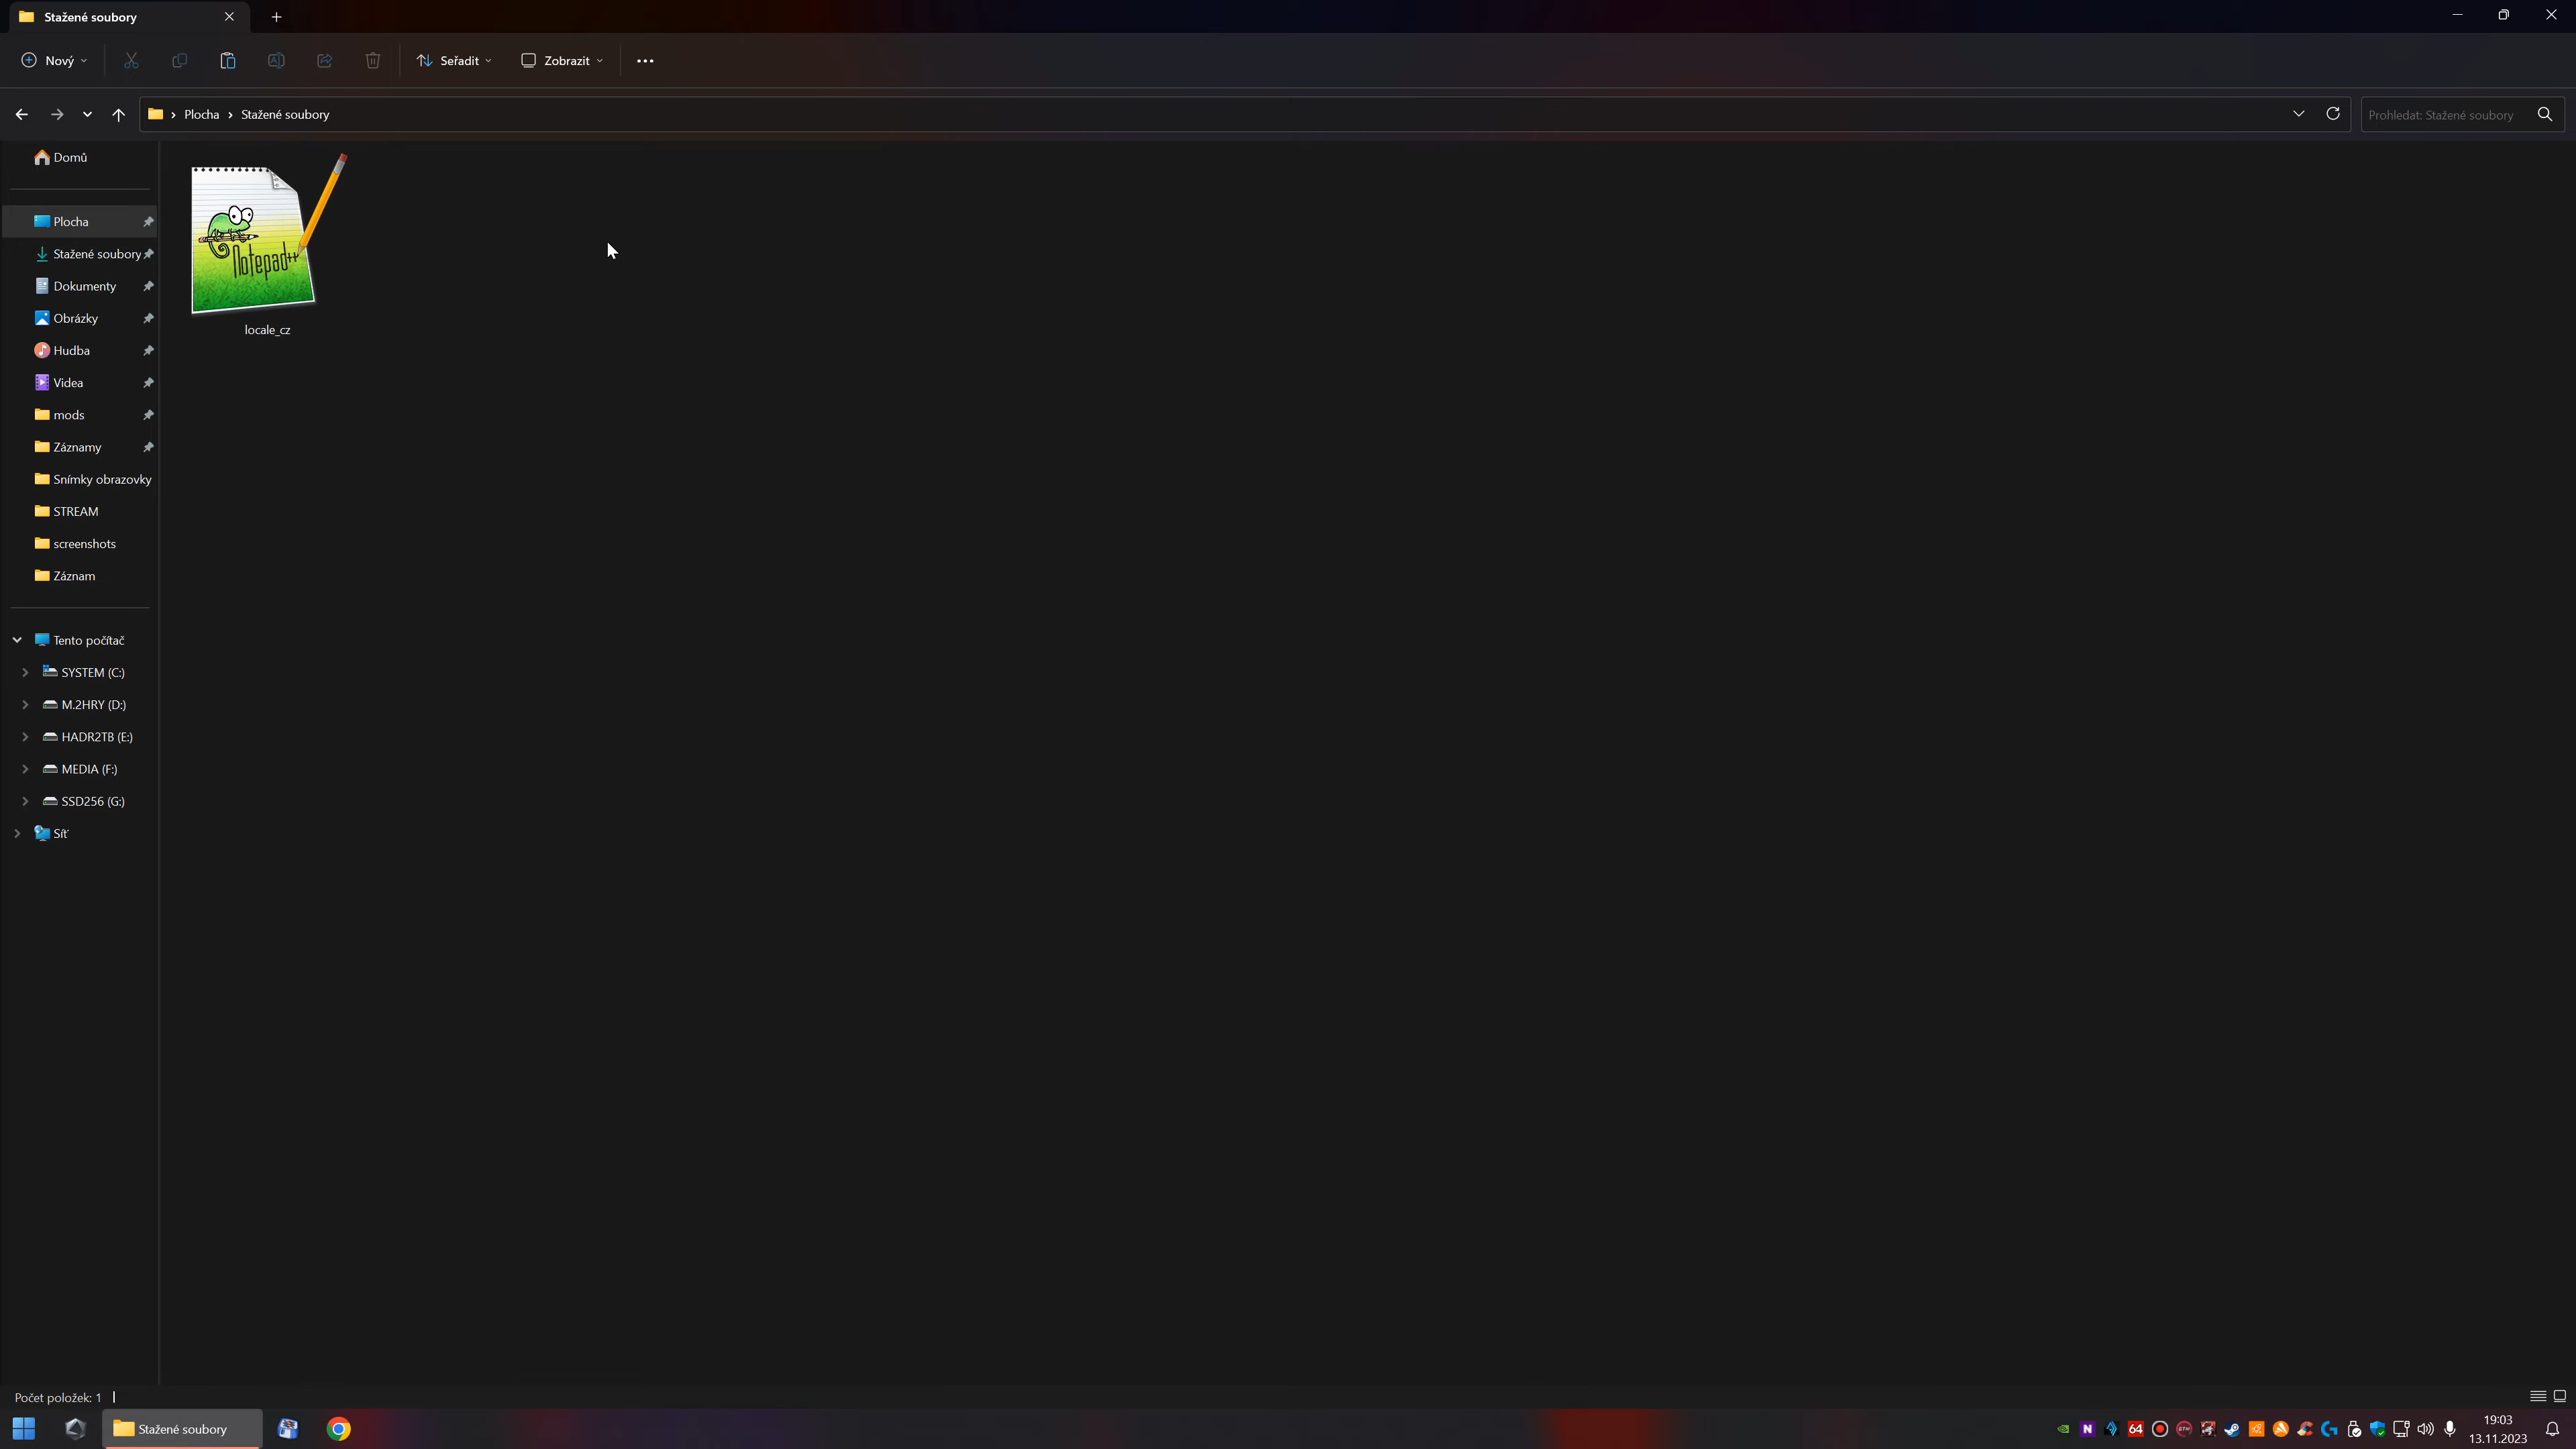 Stažené soubory
Nový
Seřadit
Zobrazit
Plocha
Stažené soubory
Prohledat: Stažené soubory
Domů
Plocha
Stažené soubory
Dokumenty
Obrázky
Hudba
Videa
mods
Záznamy
Snímky obrazovky
STREAM
screenshots
Záznam
Tento počítač
SYSTEM (C:)
M.2HRY (D:)
HADR2TB (E:)
MEDIA (F:)
SSD256 (G:)
Síť
Notepad++
locale_cz
Počet položek: 1
Stažené soubory
N
64
19:03
13.11.2023